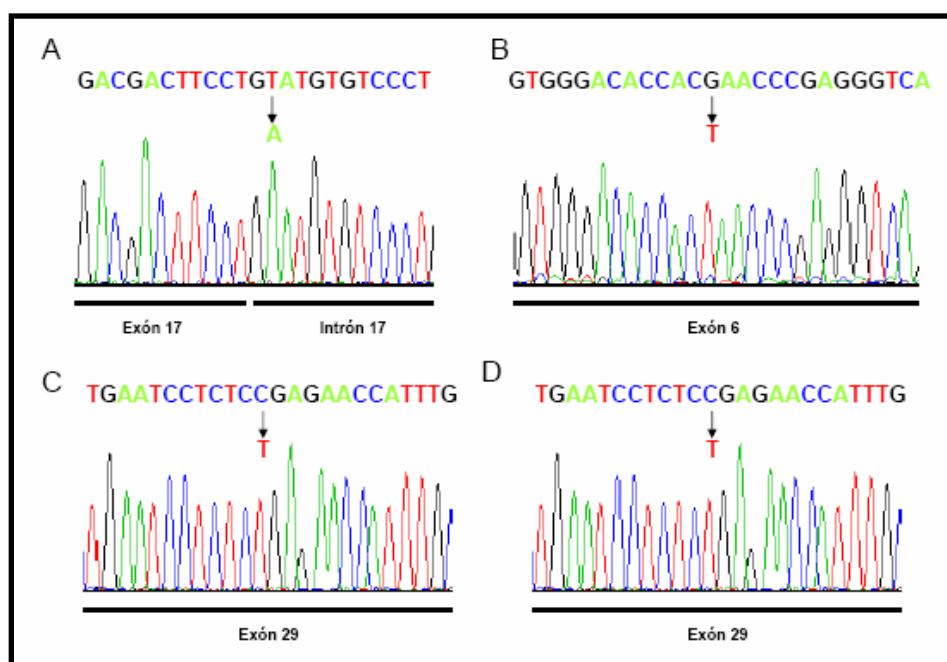 A
GACGACTTCCTGTATGTGTCCCT
A
Exón 17
Intrón 17
B
GTGGGACACCACGAACCCGAGGGTCA
T
Exón 6
C
TGAATCCTCTCCGAGAACCATTTG
T
Exón 29
D
TGAATCCTCTCCGAGAACCATTTG
T
Exón 29